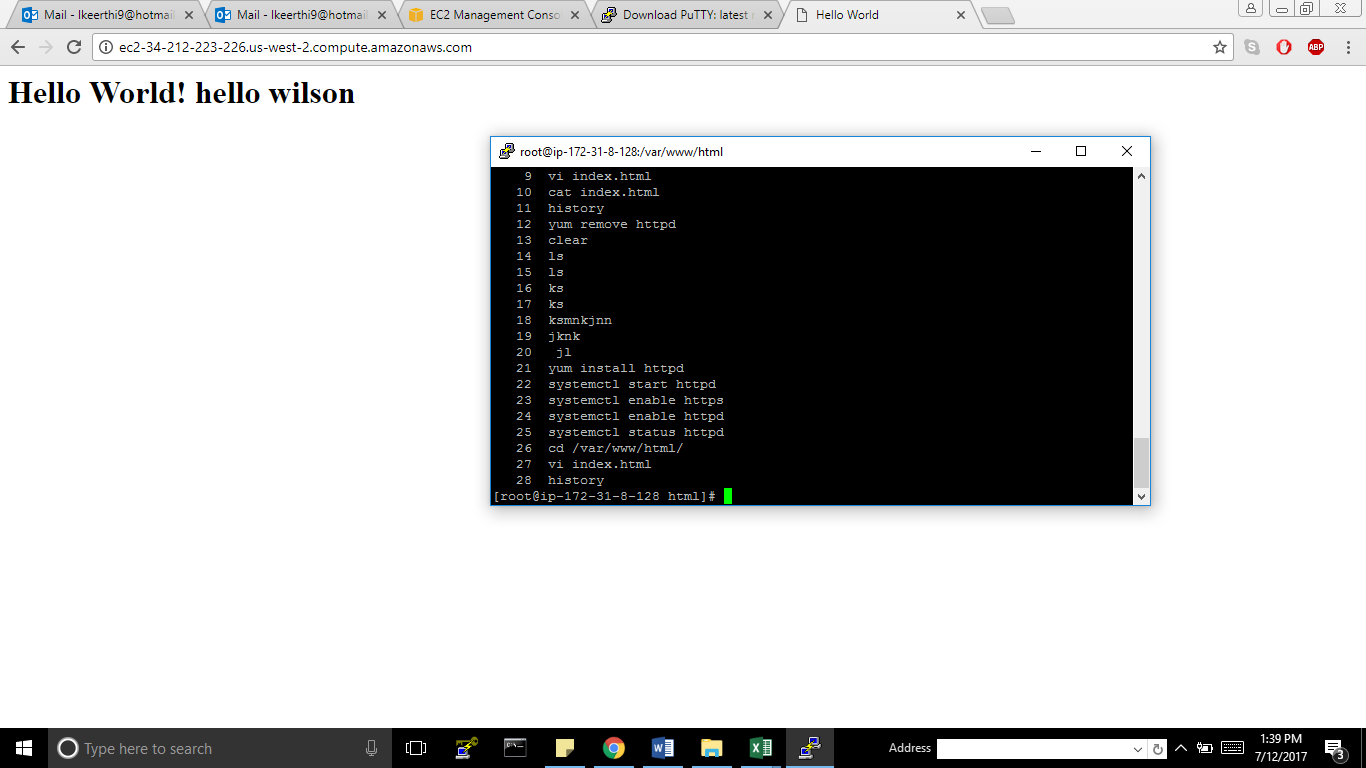 Mail - lkeerthi9@hotmail
Mail - lkeerthi9@hotmail
EC2 Management Conso
Download PuTTY: latest r
Hello World
ec2-34-212-223-226.us-west-2.compute.amazonaws.com
ABP
Hello World! hello wilson
root@ip-172-31-8-128:/var/www/html
9 vi index.html
10 cat index.html
11 history
12 yum remove httpd
13 clear
14 ls
15 ls
16 ks
17 ks
18 ksmnkjnn
19 jknk
20  jl
21 yum install httpd
22 systemctl start httpd
23 systemctl enable https
24 systemctl enable httpd
25 systemctl status httpd
26 cd /var/www/html/
27 vi index.html
28 history
[root@ip-172-31-8-128 html]#
Type here to search
Address
1:39 PM
7/12/2017
3